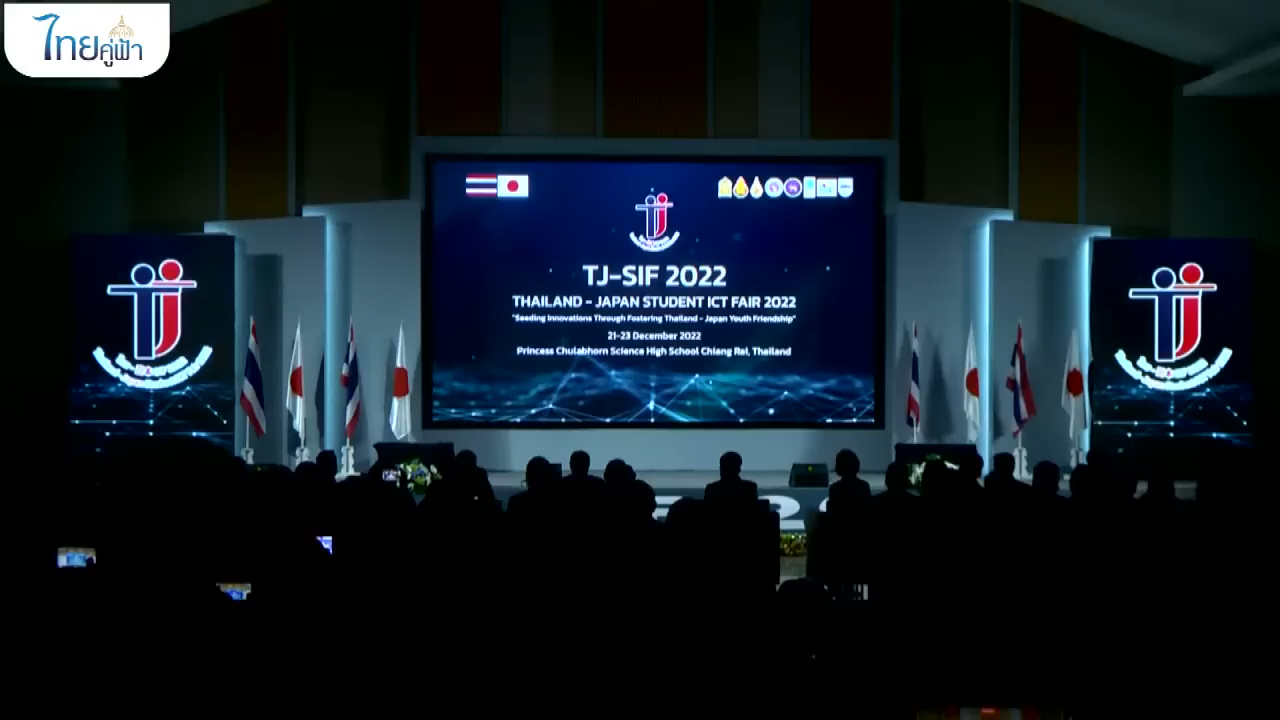 ไทยคู่ฟ้า
TJ-SIF 2022
THAILAND - JAPAN STUDENT ICT FAIR 2022
"Seeding Innovations Through Fostering Thailand - Japan Youth Friendship"
21-23 December 2022
Princess Chulabhorn Science High School Chiang Rai, Thailand